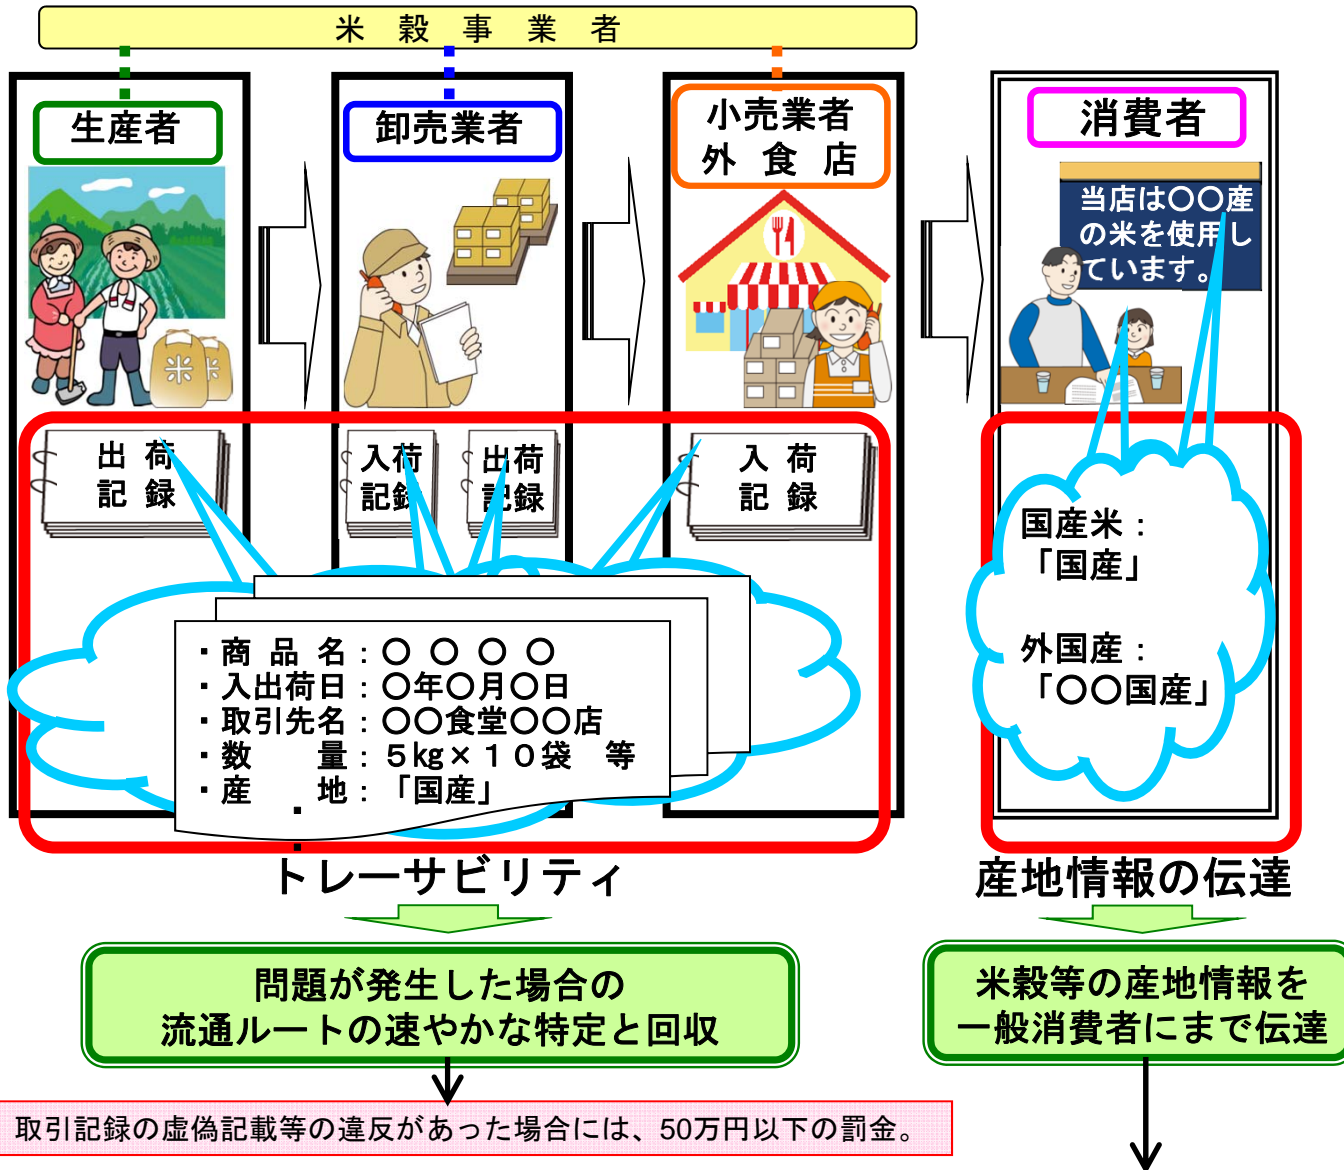 米穀事業者
生産者
卸売業者
小売業者
外食店
消費者
当店は〇〇産
の米を使用し
ています。
米
出荷
記録
入荷
記録
出荷
記録
入荷
記録
・商品名：〇〇〇〇
・入出荷日：〇年〇月〇日
・取引先名：〇〇食堂〇〇店
・数量：５㎏×１０袋 等
・産地：「国産」
国産米：
「国産」
外国産：
「〇〇国産」
トレーサビリティ
産地情報の伝達
問題が発生した場合の
流通ルートの速やかな特定と回収
米穀等の産地情報を
一般消費者にまで伝達
取引記録の虚偽記載等の違反があった場合には、50万円以下の罰金。